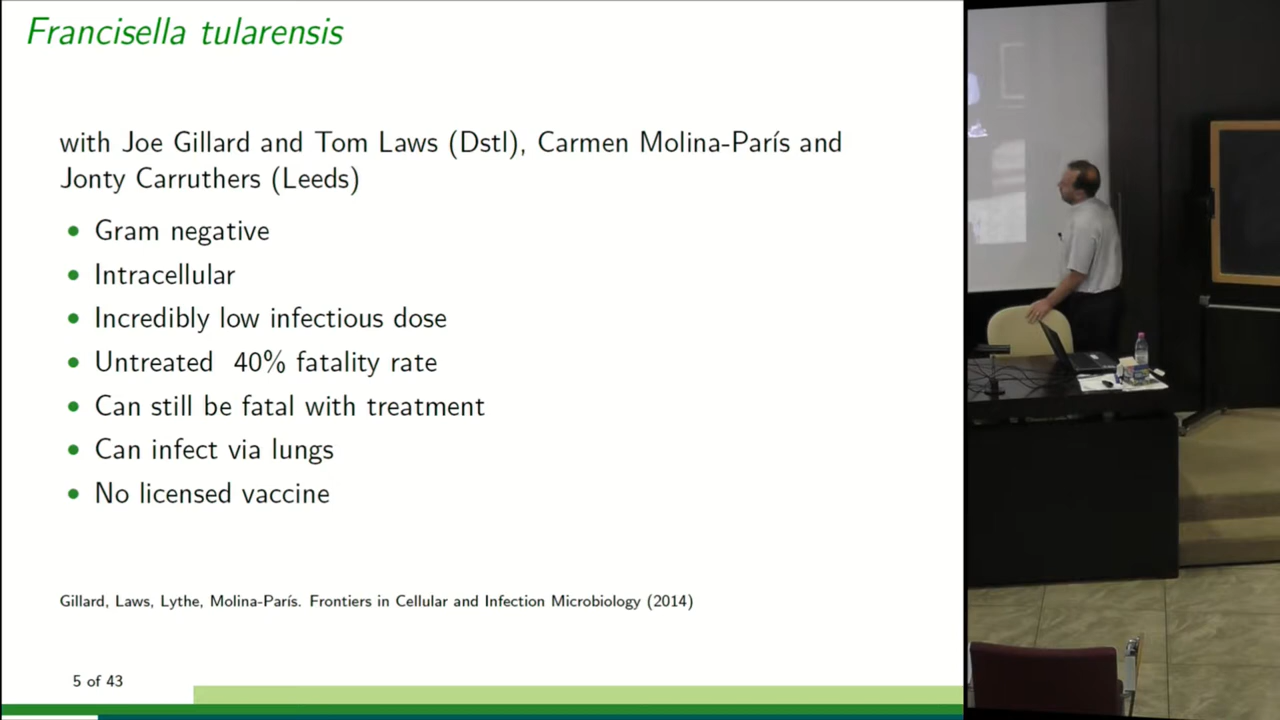 Francisella tularensis
with Joe Gillard and Tom Laws (Dstl), Carmen Molina-París and
Jonty Carruthers (Leeds)
Gram negative
Intracellular
Incredibly low infectious dose
Untreated 40% fatality rate
Can still be fatal with treatment
Can infect via lungs
No licensed vaccine
Gillard, Laws, Lythe, Molina-París. Frontiers in Cellular and Infection Microbiology (2014)
5 of 43